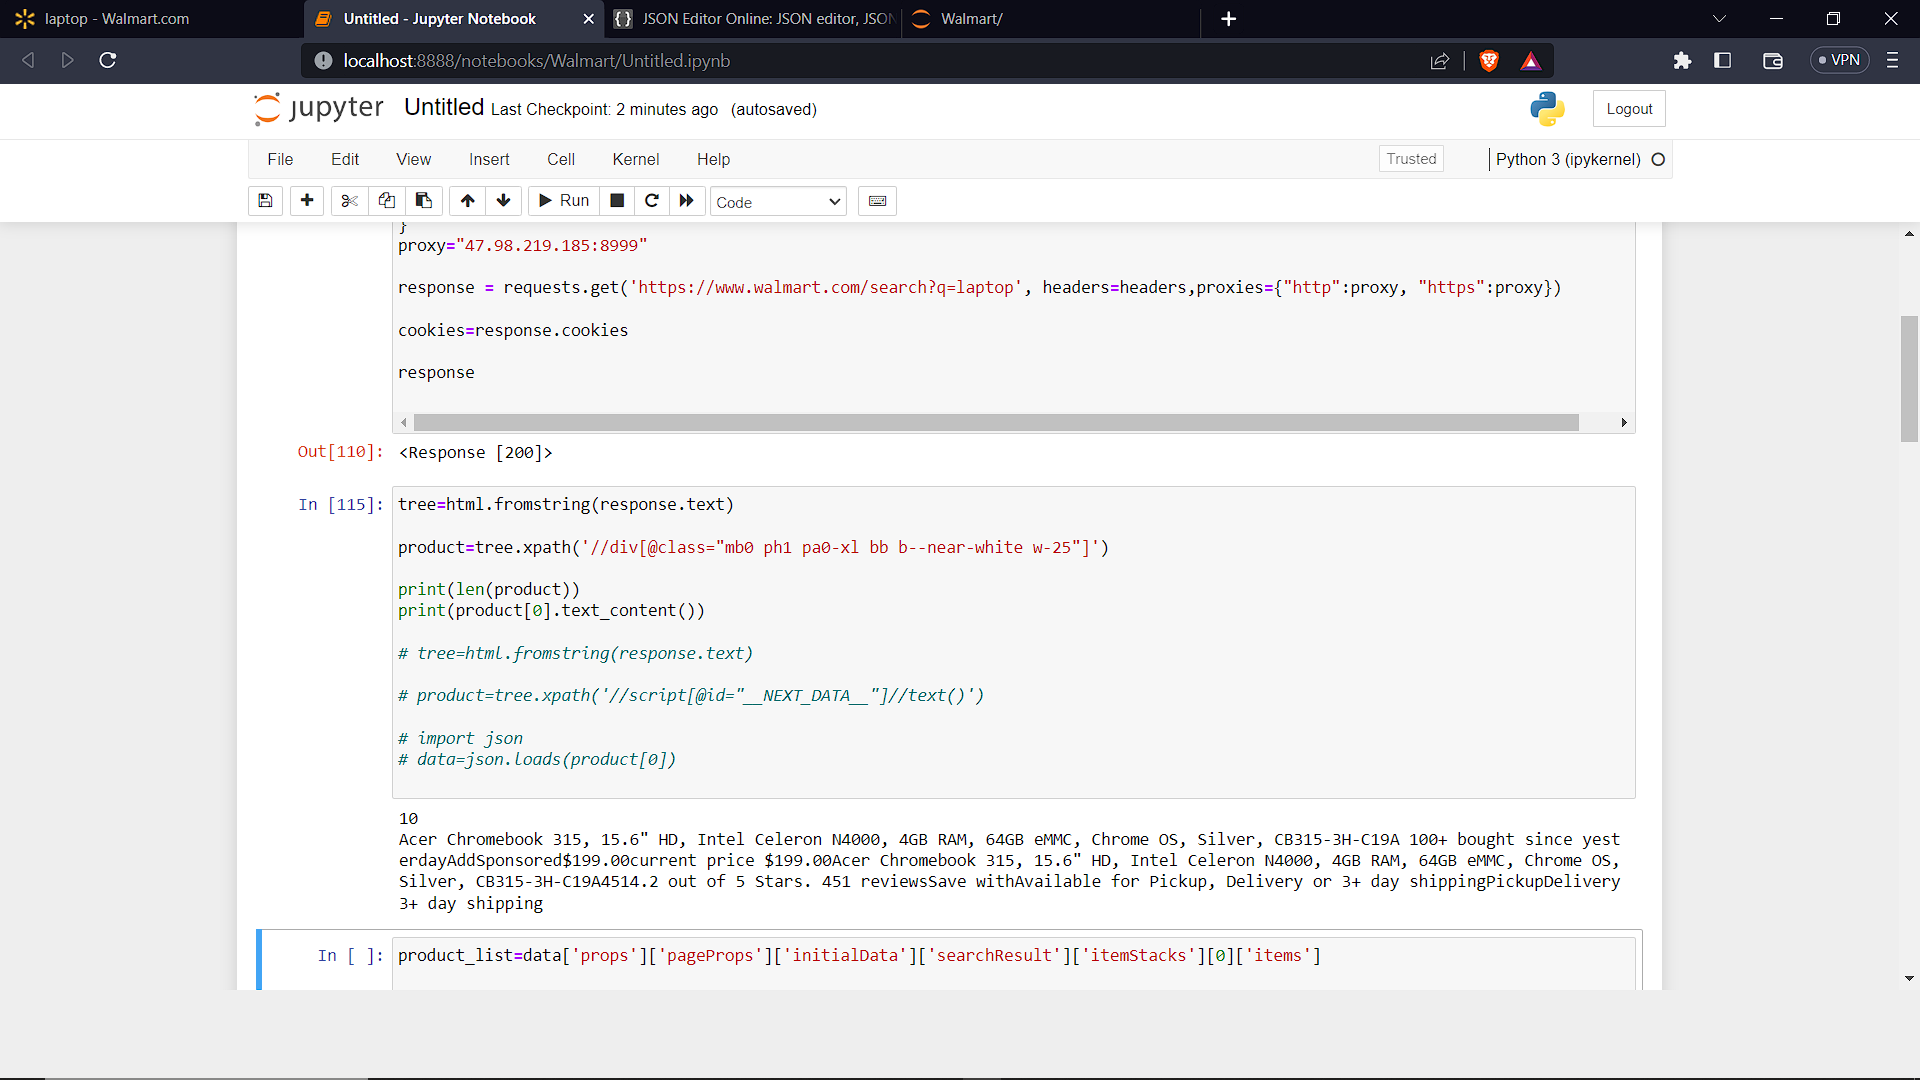 laptop - Walmart.com
Untitled - Jupyter Notebook
JSON Editor Online: JSON editor, JSON
Walmart/
localhost:8888/notebooks/Walmart/Untitled.ipynb
VPN
jupyter Untitled Last Checkpoint: 2 minutes ago (autosaved)
Logout
File Edit View Insert Cell Kernel Help
Trusted
Python 3 (ipykernel)
Run
Code
}
proxy="47.98.219.185:8999"
response = requests.get('https://www.walmart.com/search?q=laptop', headers=headers,proxies={"http":proxy, "https":proxy})
cookies=response.cookies
response
Out[110]: <Response [200]>
In [115]: tree=html.fromstring(response.text)
product=tree.xpath('//div[@class="mb0 ph1 pa0-xl bb b--near-white w-25"]')
print(len(product))
print(product[0].text_content())
# tree=html.fromstring(response.text)
# product=tree.xpath('//script[@id="__NEXT_DATA__"]//text()')
# import json
# data=json.loads(product[0])
10
Acer Chromebook 315, 15.6" HD, Intel Celeron N4000, 4GB RAM, 64GB eMMC, Chrome OS, Silver, CB315-3H-C19A 100+ bought since yest
erdayAddSponsored$199.00current price $199.00Acer Chromebook 315, 15.6" HD, Intel Celeron N4000, 4GB RAM, 64GB eMMC, Chrome OS,
Silver, CB315-3H-C19A4514.2 out of 5 Stars. 451 reviewsSave withAvailable for Pickup, Delivery or 3+ day shippingPickupDelivery
3+ day shipping
In [ ]: product_list=data['props']['pageProps']['initialData']['searchResult']['itemStacks'][0]['items']